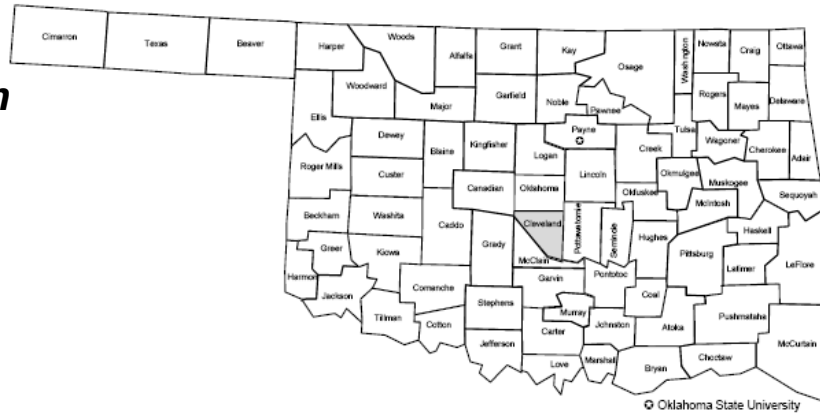 n
Cimarron
Texas
Beaver
Harper
Woods
Alfalfa
Grant
Kay
Osage
Washington
Nowata
Craig
Ottawa
Woodward
Ellis
Major
Garfield
Noble
Pawnee
Rogers
Mayes
Delaware
Dewey
Blaine
Kingfisher
Logan
Payne
Creek
Tulsa
Wagoner
Cherokee
Adair
Roger Mills
Custer
Canadian
Oklahoma
Lincoln
Okfuskee
Okmulgee
Muskogee
McIntosh
Sequoyah
Beckham
Washita
Caddo
Grady
Cleveland
Pottawatomie
Seminole
Hughes
Pittsburg
Haskell
Greer
Kiowa
McClain
Garvin
Pontotoc
Latimer
LeFlore
Harmon
Jackson
Comanche
Stephens
Murray
Coal
Pushmataha
Tillman
Cotton
Jefferson
Carter
Johnston
Atoka
McCurtain
Love
Marshall
Bryan
Choctaw
Oklahoma State University